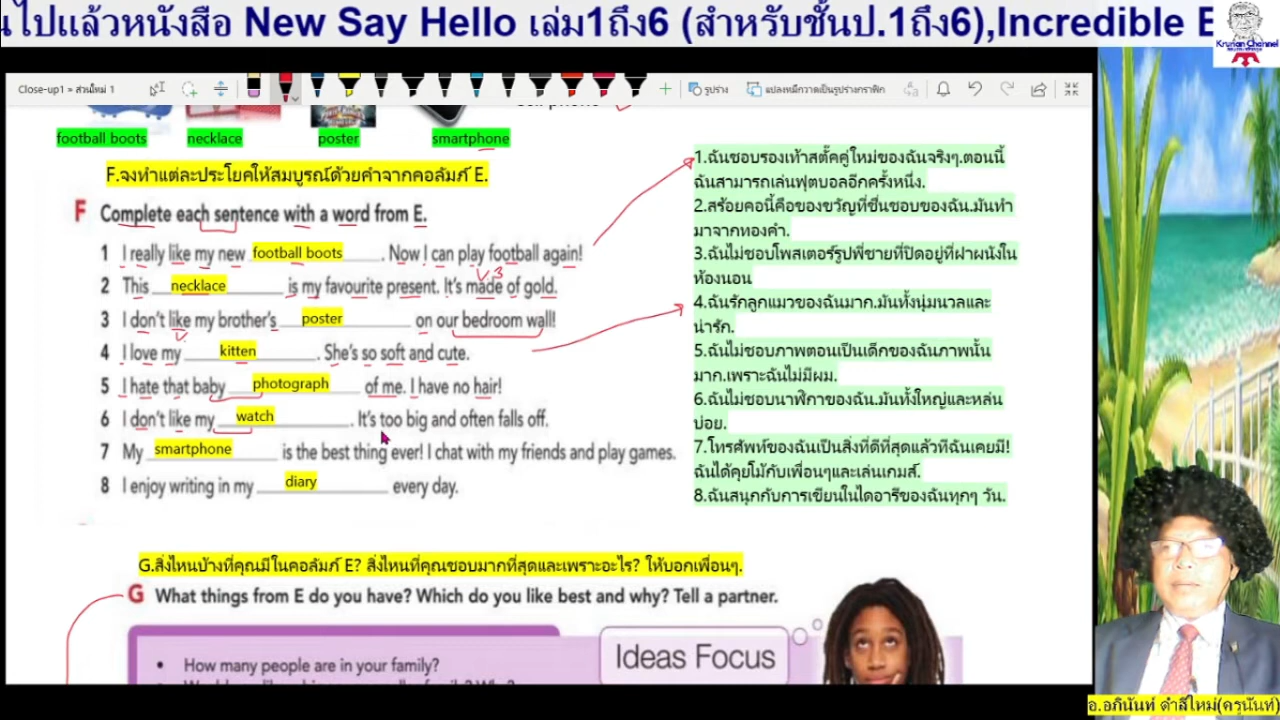 นไปแล้วหนังสือ New Say Hello เล่ม1ถึง6 (สำหรับชั้นป.1ถึง6),Incredible E
Krunan Channel
Close-up1 » ส่วนใหม่ 1
รูปร่าง
แปลงหมึกวาดเป็นรูปร่างกราฟิก
football boots
necklace
poster
smartphone
F.จงทำแต่ละประโยคให้สมบูรณ์ด้วยคำจากคอลัมภ์ E.
F Complete each sentence with a word from E.
1 I really like my new football boots. Now I can play football again!
2 This necklace is my favourite present. It's made of gold.
V3
3 I don't like my brother's poster on our bedroom wall!
4 I love my kitten. She's so soft and cute.
5 I hate that baby photograph of me. I have no hair!
6 I don't like my watch. It's too big and often falls off.
7 My smartphone is the best thing ever! I chat with my friends and play games.
8 I enjoy writing in my diary every day.
1.ฉันชอบรองเท้าสตั๊คคู่ใหม่ของฉันจริงๆ.ตอนนี้
ฉันสามารถเล่นฟุตบอลอีกครั้งหนึ่ง.
2.สร้อยคอนี้คือของขวัญที่ชื่นชอบของฉัน.มันทำ
มาจากทองคำ.
3.ฉันไม่ชอบโพสเตอร์รูปพี่ชายที่ปิดอยู่ที่ฝาผนังใน
ห้องนอน
4.ฉันรักลูกแมวของฉันมาก.มันทั้งนุ่มนวลและ
น่ารัก.
5.ฉันไม่ชอบภาพตอนเป็นเด็กของฉันภาพนั้น
มาก.เพราะฉันไม่มีผม.
6.ฉันไม่ชอบนาฬิกาของฉัน.มันทั้งใหญ่และหล่น
บ่อย.
7.โทรศัพท์ของฉันเป็นสิ่งที่ดีที่สุดแล้วที่ฉันเคยมี!
ฉันได้คุยโม้กับเพื่อนๆและเล่นเกมส์.
8.ฉันสนุกกับการเขียนในไดอารีของฉันทุกๆ วัน.
G.สิ่งไหนบ้างที่คุณมีในคอลัมภ์ E? สิ่งไหนที่คุณชอบมากที่สุดและเพราะอะไร? ให้บอกเพื่อนๆ.
G What things from E do you have? Which do you like best and why? Tell a partner.
• How many people are in your family?
Ideas Focus
อ.อภินันท์ ดำสีใหม่(ครูนันท์)